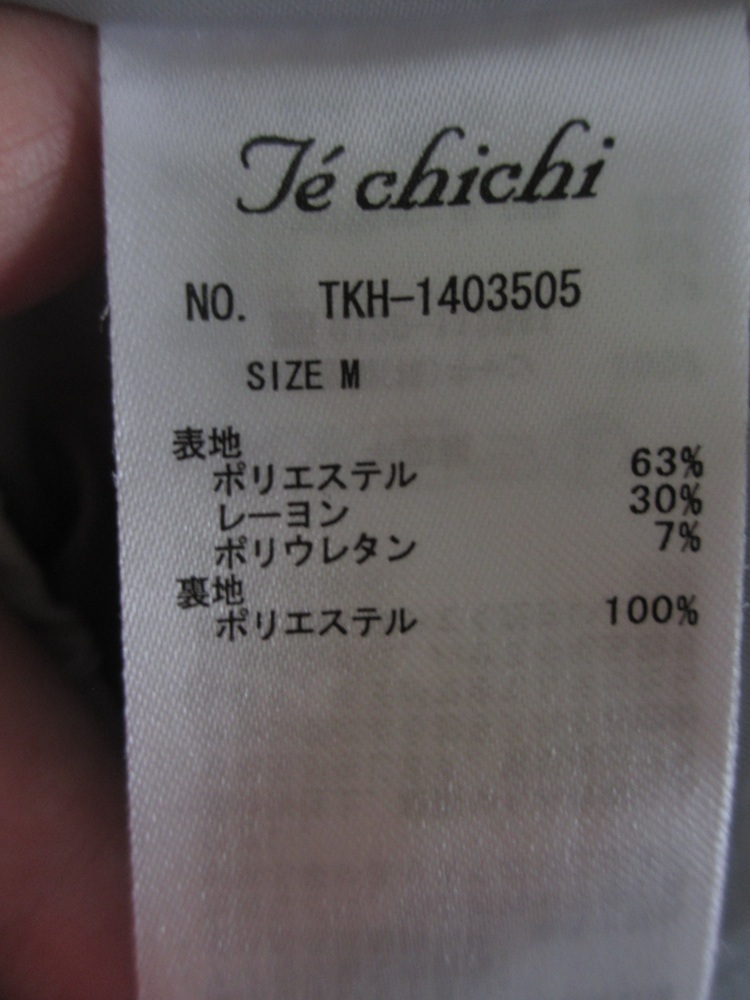 Té chichi
NO. TKH-1403505
SIZE M
表地
ポリエステル 63%
レーヨン 30%
ポリウレタン 7%
裏地
ポリエステル 100%